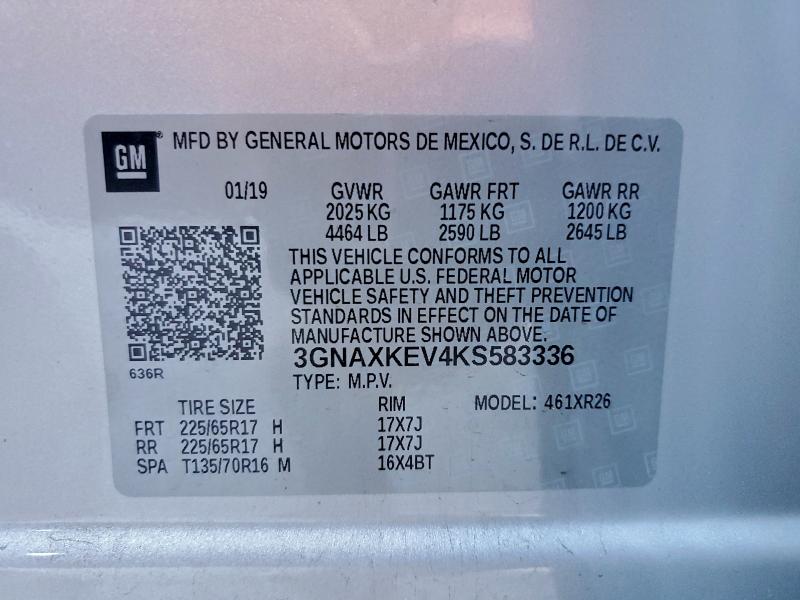 GM
MFD BY GENERAL MOTORS DE MEXICO, S. DE R.L. DE C.V.
01/19 GVWR GAWR FRT GAWR RR
2025 KG 1175 KG 1200 KG
4464 LB 2590 LB 2645 LB
THIS VEHICLE CONFORMS TO ALL
APPLICABLE U.S. FEDERAL MOTOR
VEHICLE SAFETY AND THEFT PREVENTION
STANDARDS IN EFFECT ON THE DATE OF
MANUFACTURE SHOWN ABOVE.
3GNAXKEV4KS583336
636R
TYPE: M.P.V.
TIRE SIZE RIM MODEL: 461XR26
FRT 225/65R17 H 17X7J
RR 225/65R17 H 17X7J
SPA T135/70R16 M 16X4BT